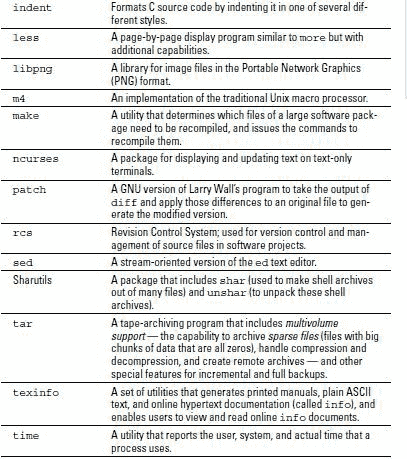 indent Formats C source code by indenting it in one of several dif-
ferent styles.
less A page-by-page display program similar to more but with
additional capabilities.
libpng A library for image files in the Portable Network Graphics
(PNG) format.
m4 An implementation of the traditional Unix macro processor.
make A utility that determines which files of a large software pack-
age need to be recompiled, and issues the commands to
recompile them.
ncurses A package for displaying and updating text on text-only
terminals.
patch A GNU version of Larry Wall's program to take the output of
diff and apply those differences to an original file to gen-
erate the modified version.
rcs Revision Control System; used for version control and man-
agement of source files in software projects.
sed A stream-oriented version of the ed text editor.
Sharutils A package that includes shar (used to make shell archives
out of many files) and unshar (to unpack these shell
archives).
tar A tape-archiving program that includes multivolume
support — the capability to archive sparse files (files with big
chunks of data that are all zeros), handle compression and
decompression, and create remote archives — and other
special features for incremental and full backups.
texinfo A set of utilities that generates printed manuals, plain ASCII
text, and online hypertext documentation (called info), and
enables users to view and read online info documents.
time A utility that reports the user, system, and actual time that a
process uses.